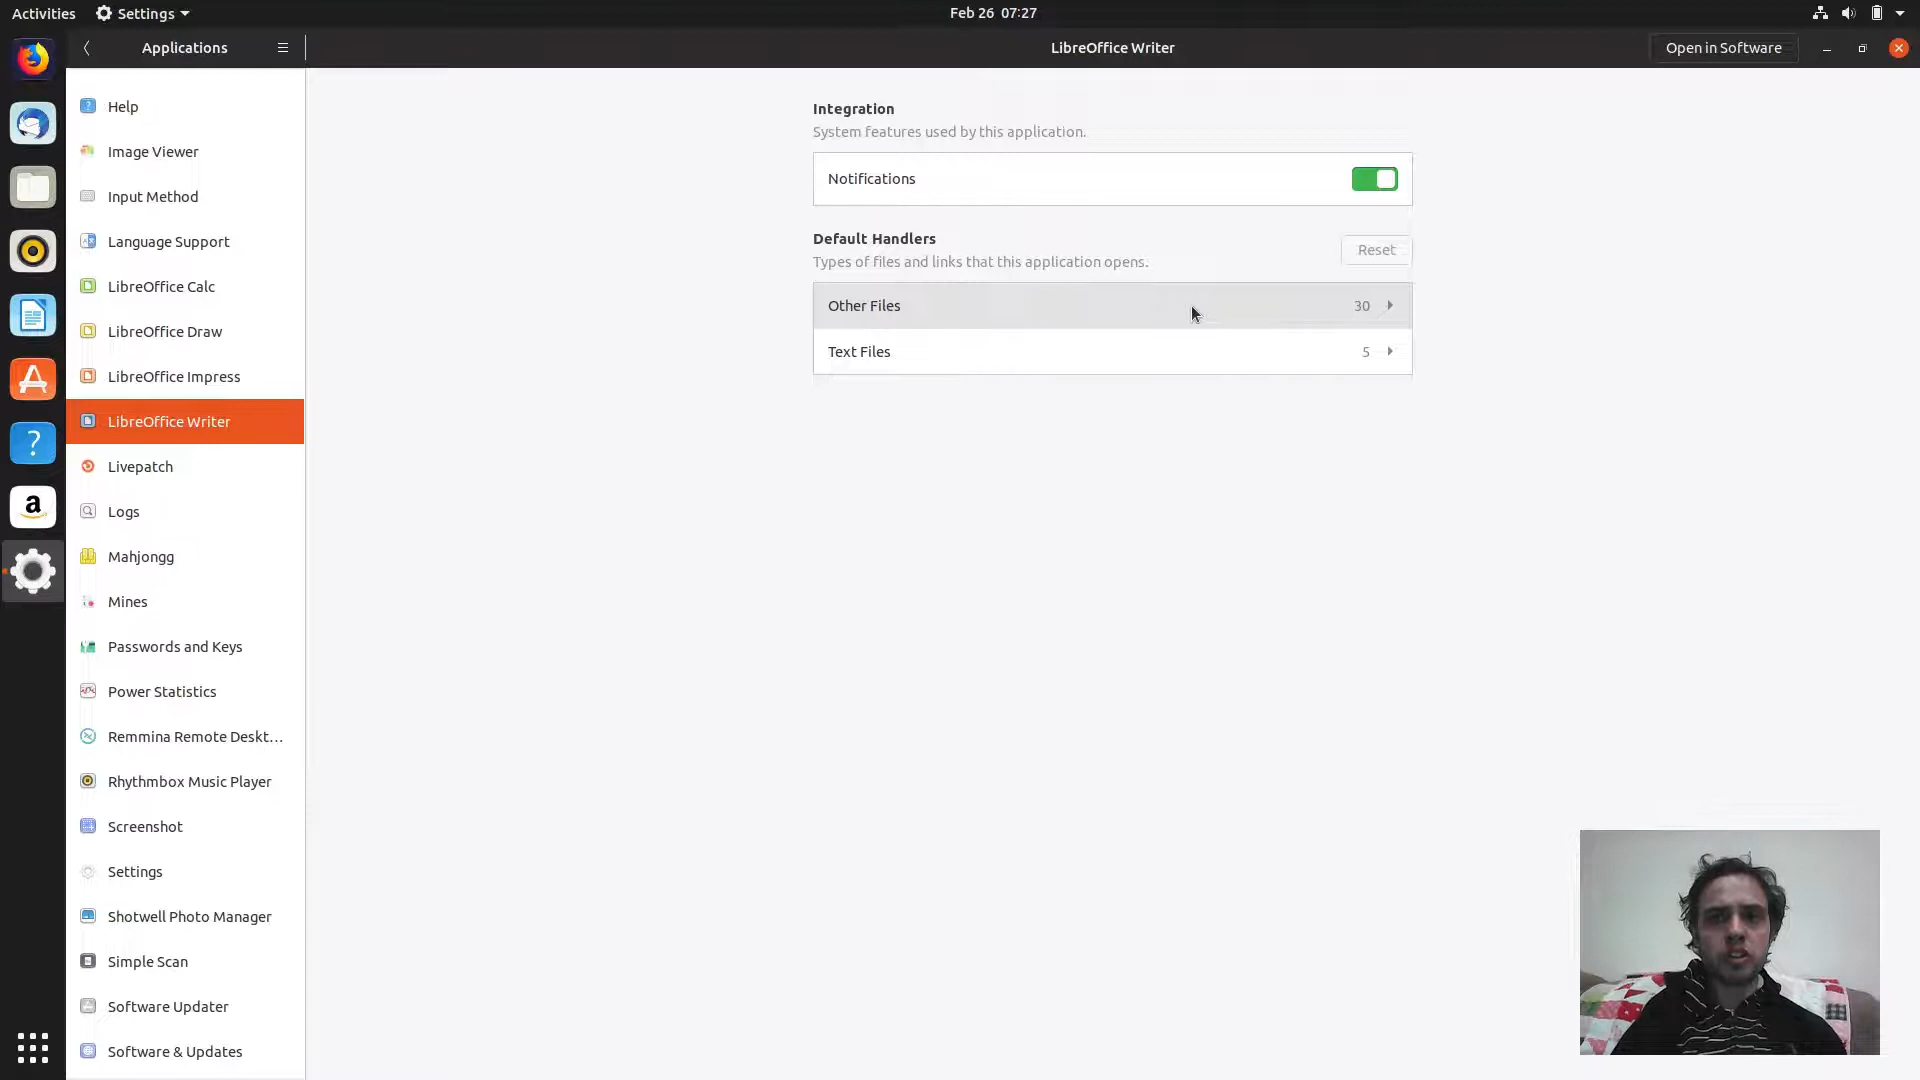 Activities
Settings
Feb 26 07:27
Applications
LibreOffice Writer
Open in Software
Help
Image Viewer
Input Method
Language Support
LibreOffice Calc
LibreOffice Draw
LibreOffice Impress
LibreOffice Writer
Livepatch
Logs
Mahjongg
Mines
Passwords and Keys
Power Statistics
Remmina Remote Deskt...
Rhythmbox Music Player
Screenshot
Settings
Shotwell Photo Manager
Simple Scan
Software Updater
Software & Updates
Integration
System features used by this application.
Notifications
Default Handlers
Types of files and links that this application opens.
Reset
Other Files 30
Text Files 5